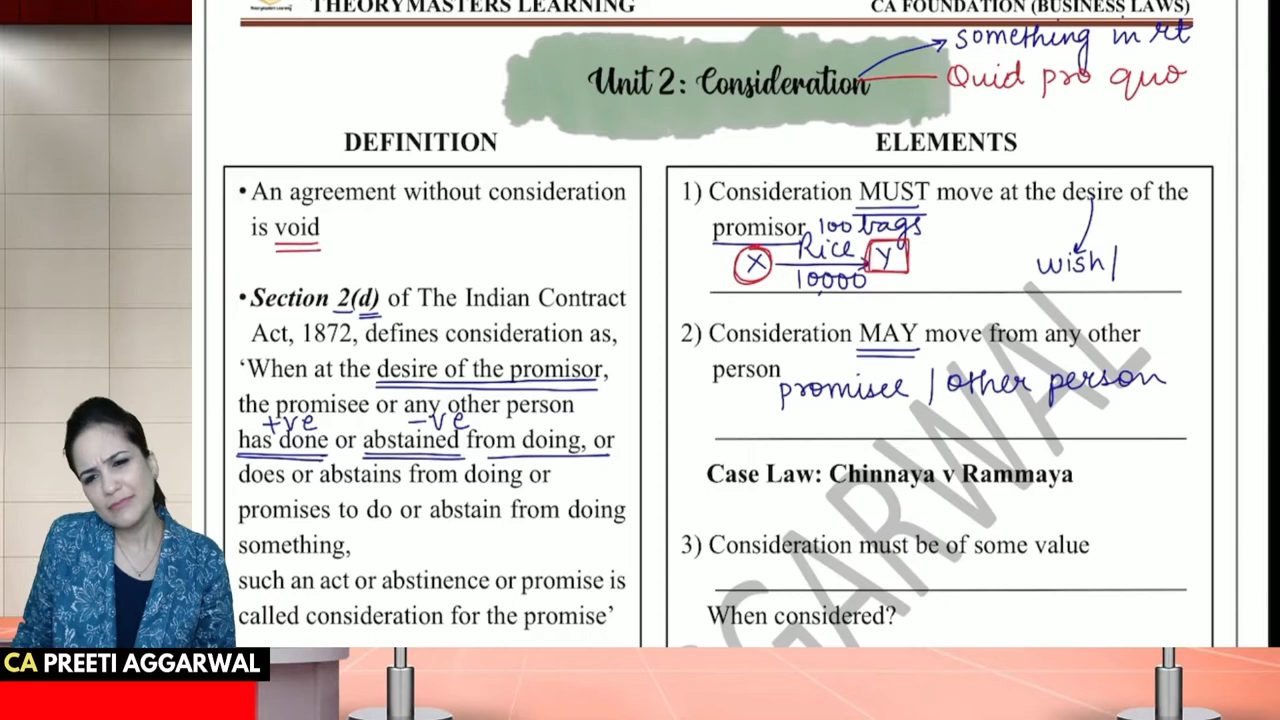 THEORYMASTERS LEARNING
CA FOUNDATION (BUSINESS LAWS)
something in rt
Unit 2: Consideration
Quid pro quo
DEFINITION
• An agreement without consideration
is void
• Section 2(d) of The Indian Contract
Act, 1872, defines consideration as,
‘When at the desire of the promisor,
the promisee or any other person
+ve -ve
has done or abstained from doing, or
does or abstains from doing or
promises to do or abstain from doing
something,
such an act or abstinence or promise is
called consideration for the promise’
ELEMENTS
1) Consideration MUST move at the desire of the
promisor 100 bags
X Rice Y
10,000
wish/
2) Consideration MAY move from any other
person
promisee / other person
Case Law: Chinnaya v Rammaya
3) Consideration must be of some value
When considered?
GGARWAL
CA PREETI AGGARWAL